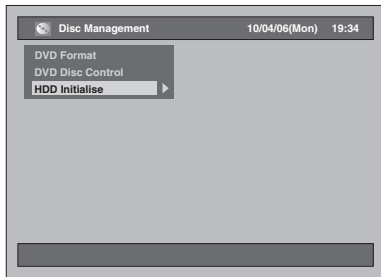 Disc Management 10/04/06(Mon) 19:34
DVD Format
DVD Disc Control
HDD Initialise